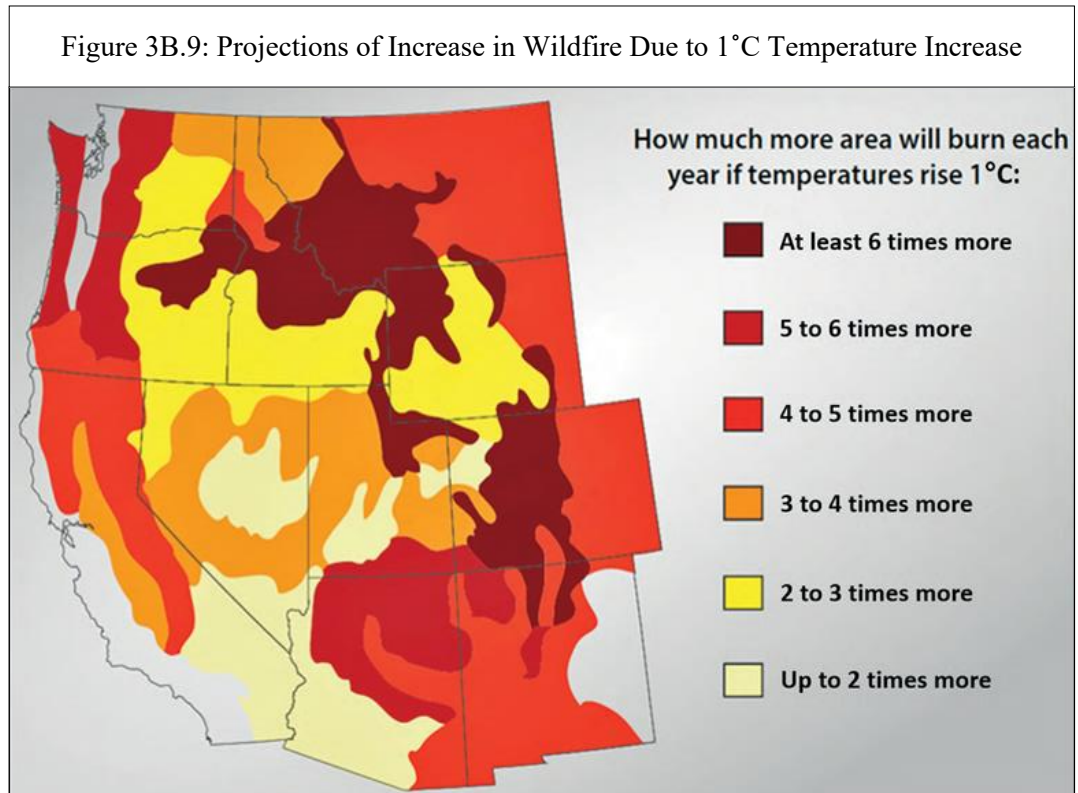 Figure 3B.9: Projections of Increase in Wildfire Due to 1˚C Temperature Increase
How much more area will burn each
year if temperatures rise 1°C:
At least 6 times more
5 to 6 times more
4 to 5 times more
3 to 4 times more
2 to 3 times more
Up to 2 times more